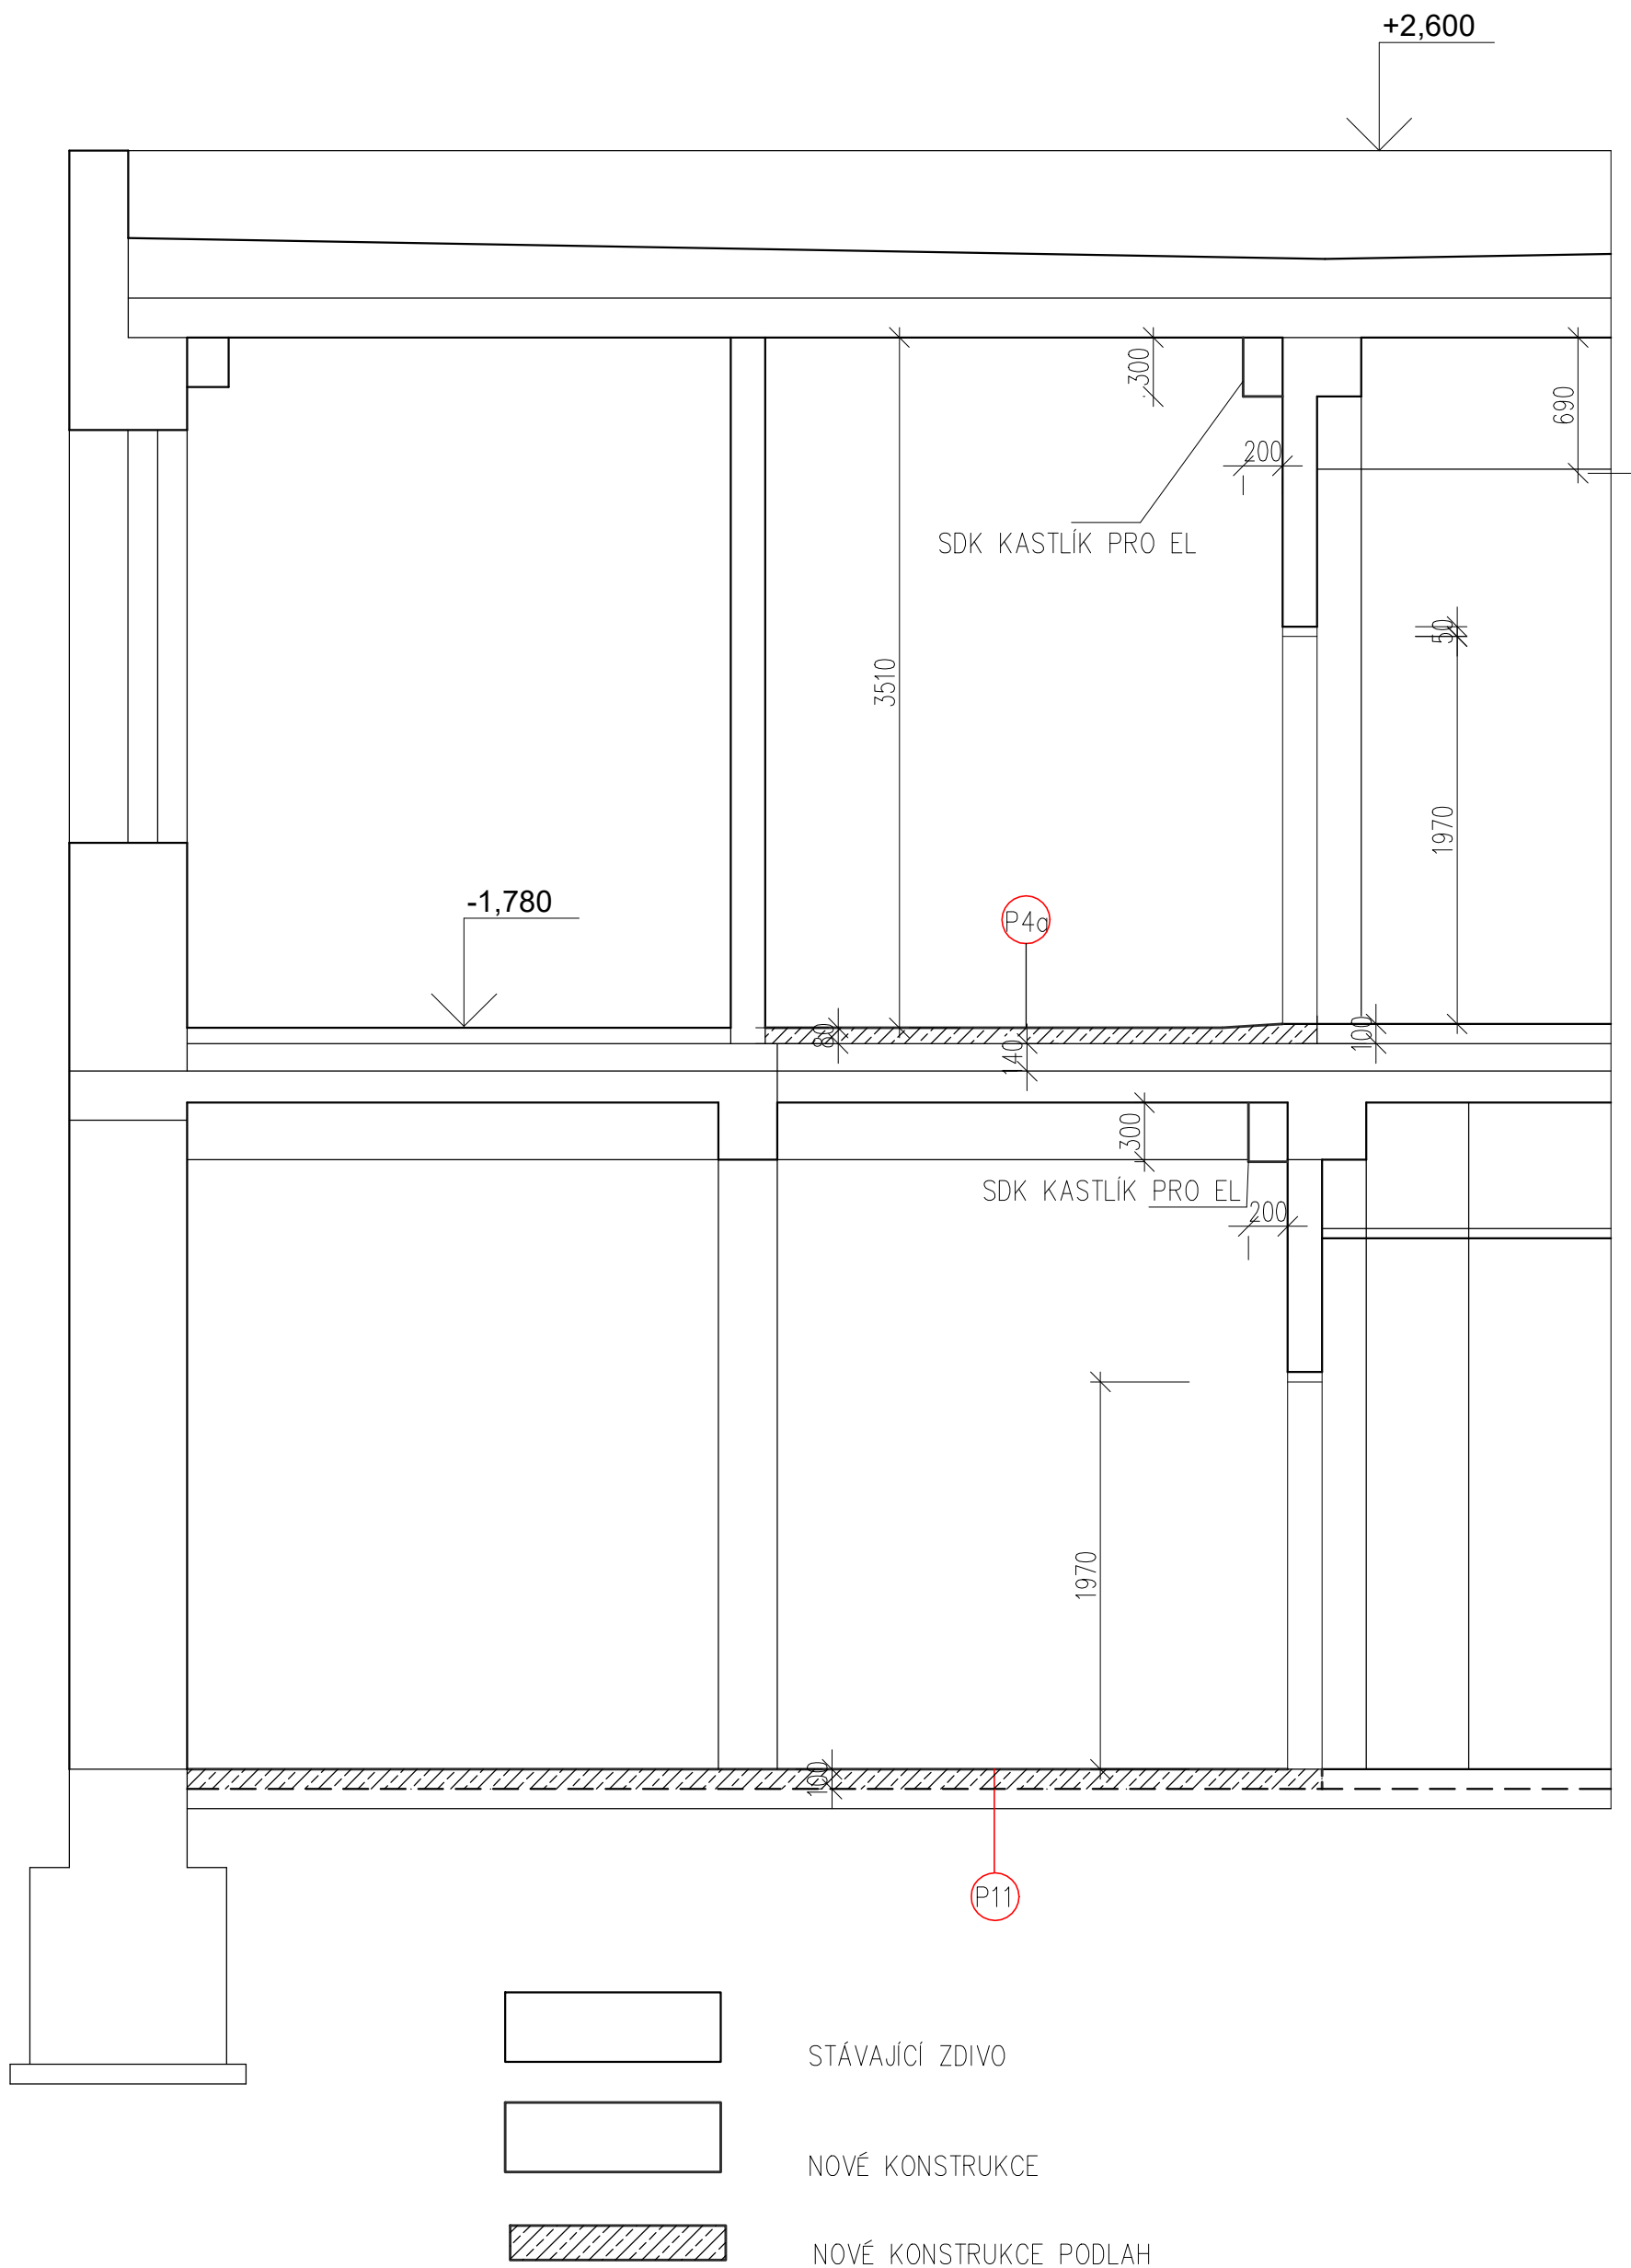 +2,600
300
690
200
SDK KASTLÍK PRO EL
50
3510
1970
-1,780
P4a
80
100
140
300
SDK KASTLÍK PRO EL
200
1970
100
P11
STÁVAJÍCÍ ZDIVO
NOVÉ KONSTRUKCE
NOVÉ KONSTRUKCE PODLAH